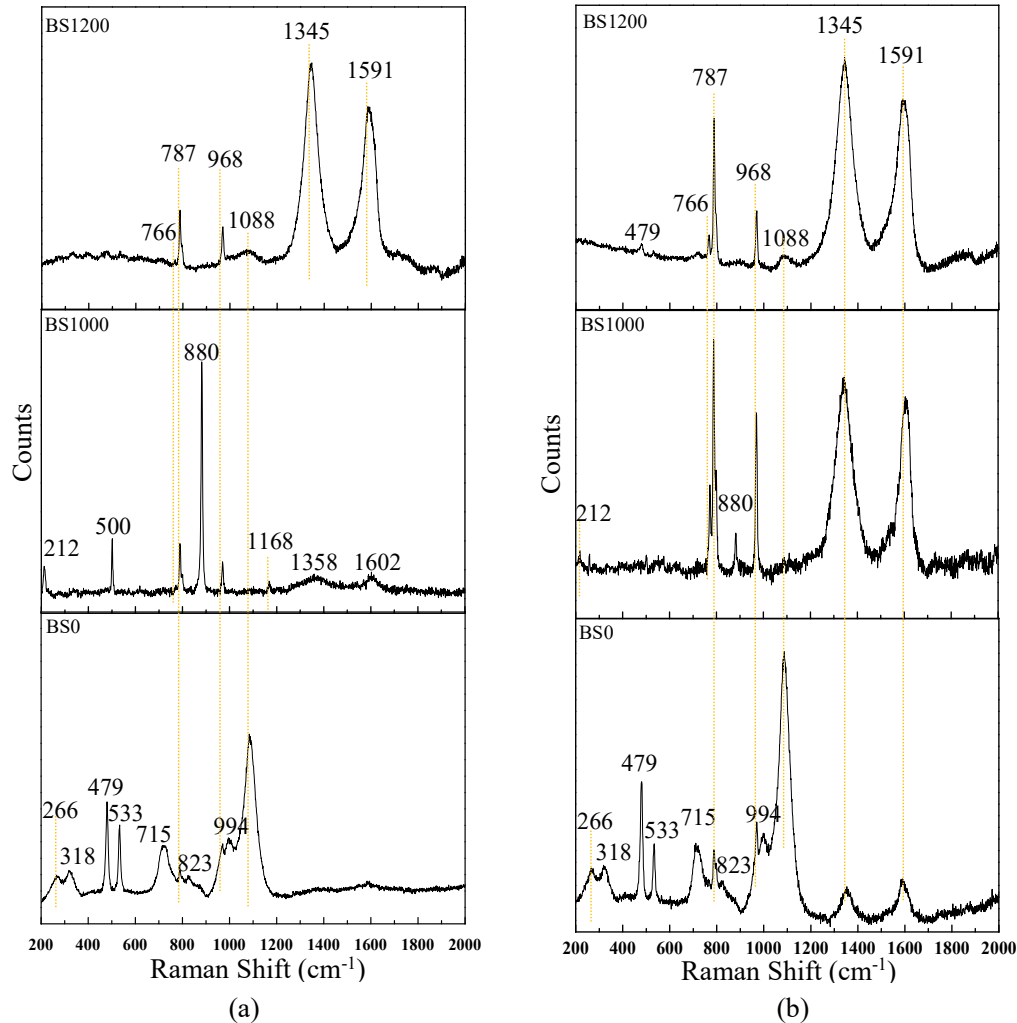 BS1200
1345
1591
787
968
766
1088
BS1000
880
212
500
1168
1358
1602
BS0
479
266
533
715
994
318
823
200 400 600 800 1000 1200 1400 1600 1800 2000
Counts
Raman Shift (cm-1)
(a)
BS1200
1345
1591
787
968
766
479
1088
BS1000
212
880
BS0
479
266
533
715
994
318
823
200 400 600 800 1000 1200 1400 1600 1800 2000
Counts
Raman Shift (cm-1)
(b)